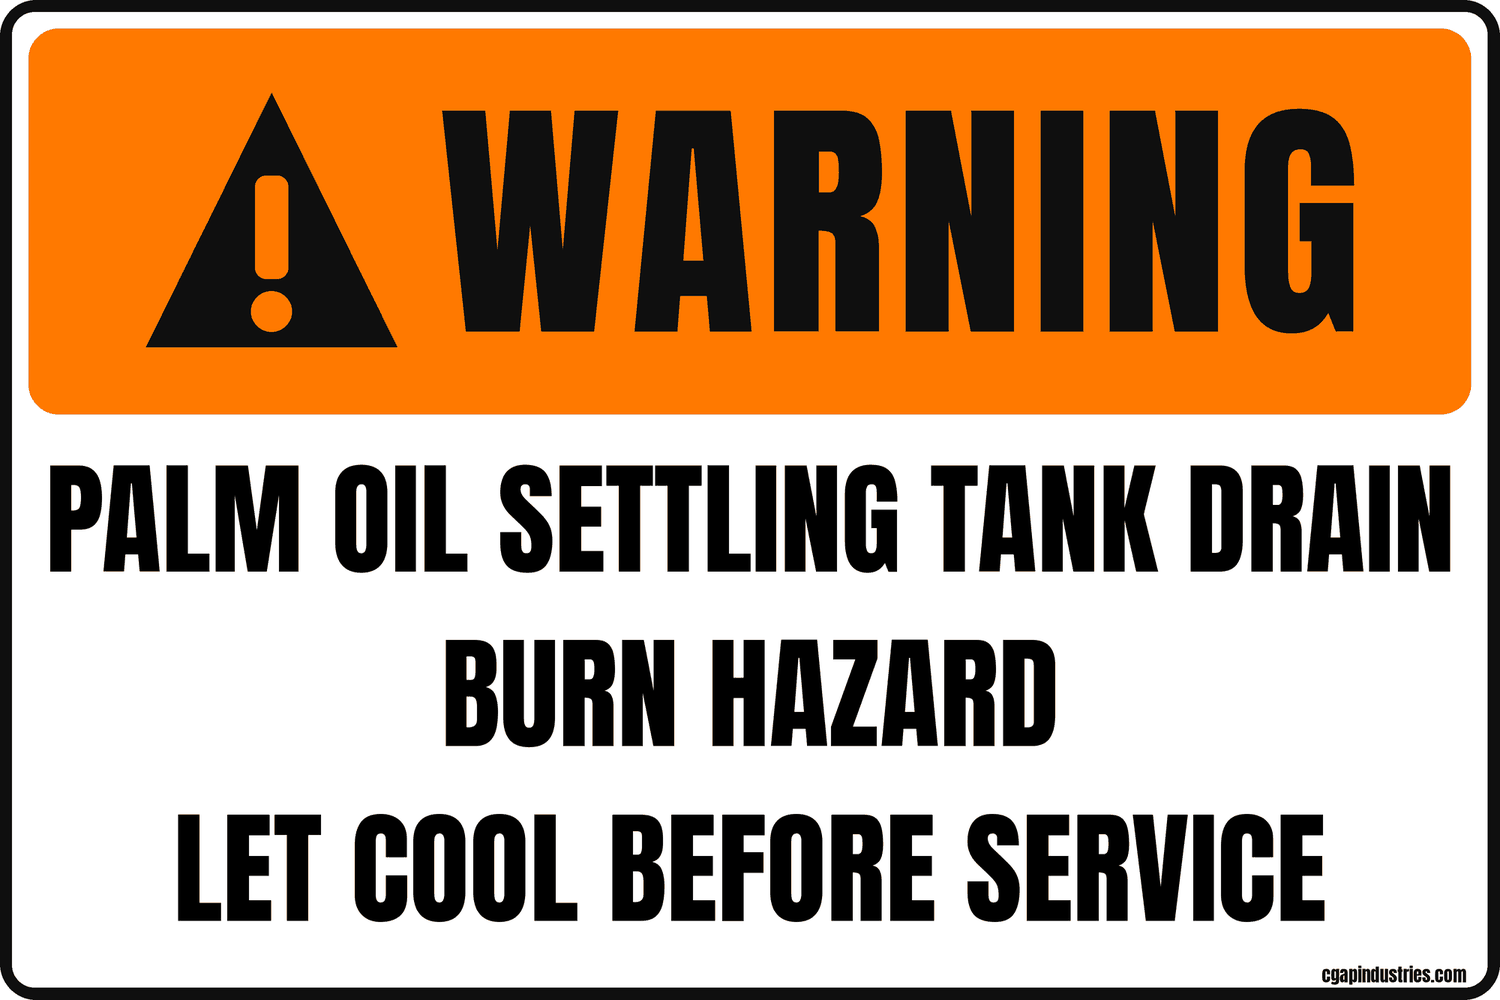 WARNING
PALM OIL SETTLING TANK DRAIN
BURN HAZARD
LET COOL BEFORE SERVICE
cgapindustries.com